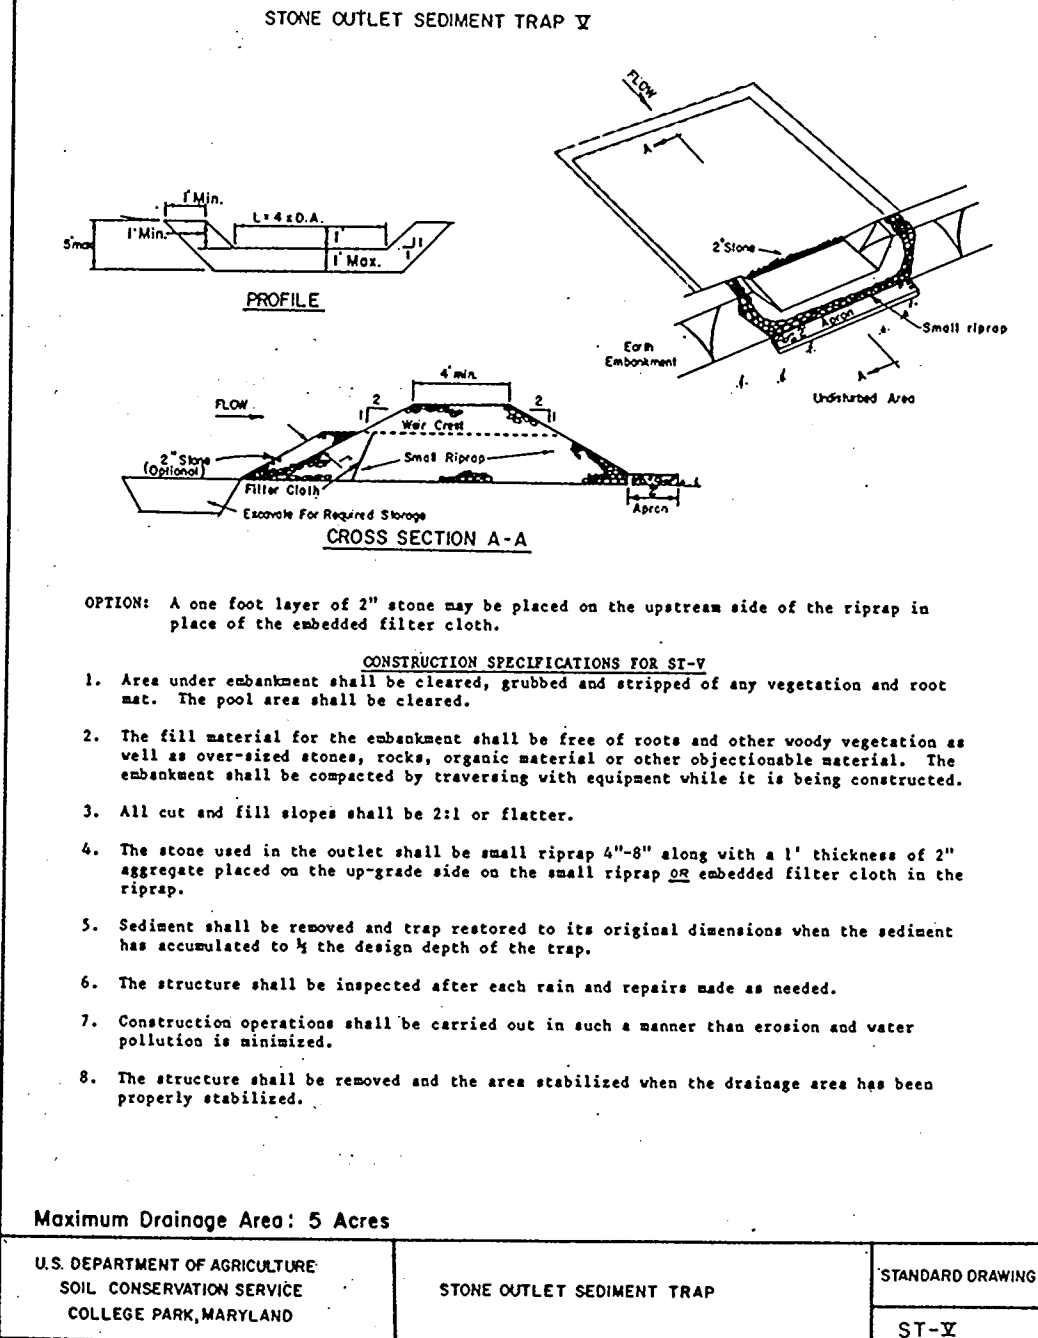 STONE OUTLET SEDIMENT TRAP V
FLOW
A
1' Min.
L = 4 x D.A.
1' Min.
5' max
1'
1' Max.
1
1
PROFILE
2" Stone
Apron
Small riprap
Earth
Embankment
A
Undisturbed Area
4' min.
FLOW
2
1
2
1
Weir Crest
2" Stone
(Optional)
Small Riprap
Filter Cloth
Apron
Excavate For Required Storage
CROSS SECTION A-A
OPTION: A one foot layer of 2" stone may be placed on the upstream side of the riprap in
place of the embedded filter cloth.
CONSTRUCTION SPECIFICATIONS FOR ST-V
1. Area under embankment shall be cleared, grubbed and stripped of any vegetation and root
mat. The pool area shall be cleared.
2. The fill material for the embankment shall be free of roots and other woody vegetation as
well as over-sized stones, rocks, organic material or other objectionable material. The
embankment shall be compacted by traversing with equipment while it is being constructed.
3. All cut and fill slopes shall be 2:1 or flatter.
4. The stone used in the outlet shall be small riprap 4"-8" along with a 1' thickness of 2"
aggregate placed on the up-grade side on the small riprap OR embedded filter cloth in the
riprap.
5. Sediment shall be removed and trap restored to its original dimensions when the sediment
has accumulated to ½ the design depth of the trap.
6. The structure shall be inspected after each rain and repairs made as needed.
7. Construction operations shall be carried out in such a manner than erosion and water
pollution is minimized.
8. The structure shall be removed and the area stabilized when the drainage area has been
properly stabilized.
Maximum Drainage Area: 5 Acres
U.S. DEPARTMENT OF AGRICULTURE
SOIL CONSERVATION SERVICE
COLLEGE PARK, MARYLAND
STONE OUTLET SEDIMENT TRAP
STANDARD DRAWING
ST-V